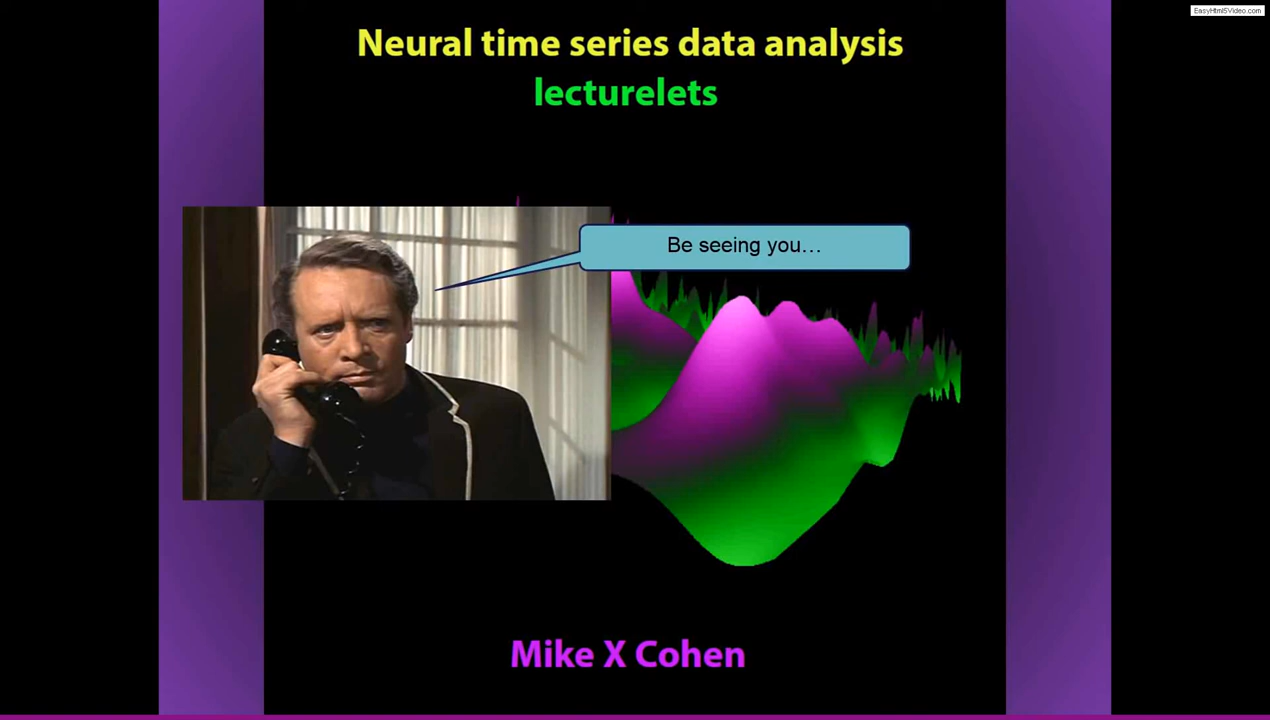 EasyHtml5Video.com
Neural time series data analysis
lecturelets
Be seeing you…
Mike X Cohen